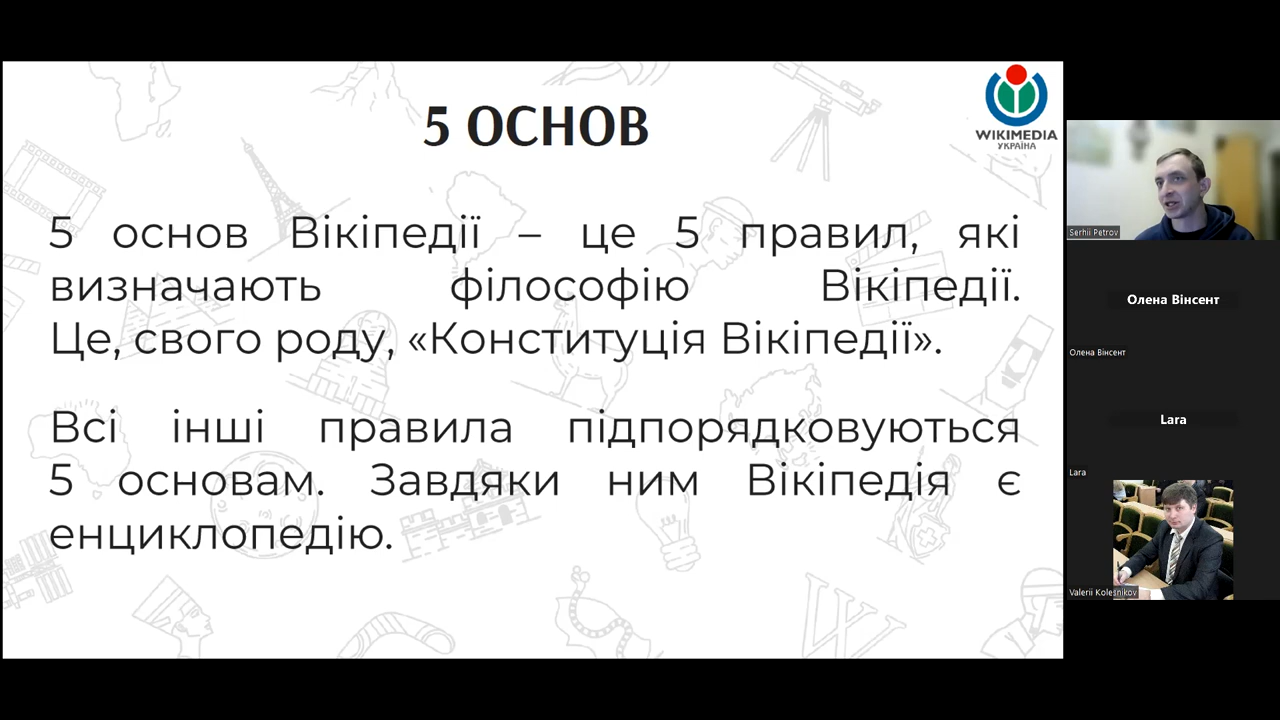 5 ОСНОВ
WIKIMEDIA
УКРАЇНА
5 основ Вікіпедії – це 5 правил, які
визначають філософію Вікіпедії.
Це, свого роду, «Конституція Вікіпедії».
Всі інші правила підпорядковуються
5 основам. Завдяки ним Вікіпедія є
енциклопедію.
Serhii Petrov
Олена Вінсент
Олена Вінсент
Lara
Lara
Valerii Kolesnikov